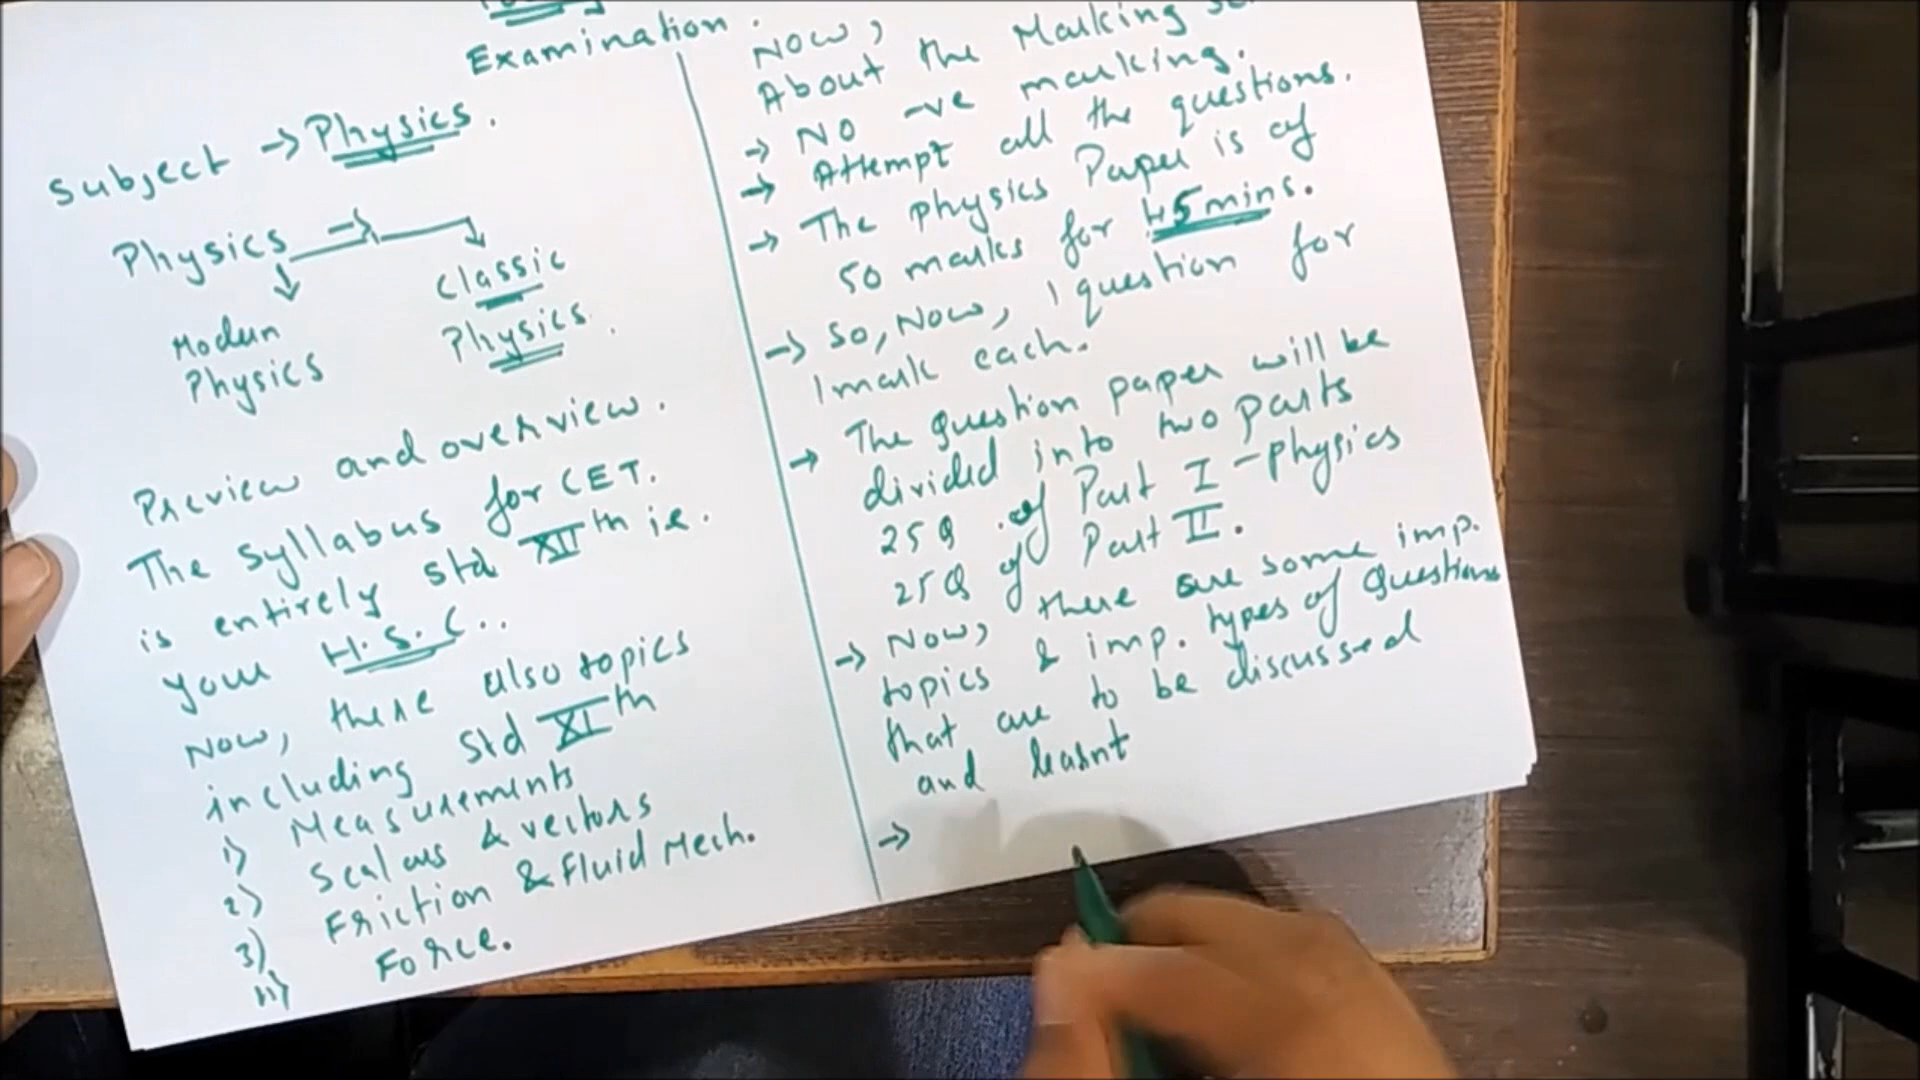 Examination.
Subject → Physics.
Physics →
Modern Physics
Classic Physics.
Preview and overview.
The syllabus for CET.
is entirely std XIIth ie.
your H.S.C..
Now, there also topics
including std XIth
1) Measurements
2) Scalars & vectors
3) Friction & Fluid Mech.
4) Force.
Now,
About the Marking
→ NO -ve marking.
→ Attempt all the questions.
→ The physics Paper is of
50 marks for 45 mins.
→ So, Now, 1 question for
1 mark each.
→ The question paper will be
divided into two parts
25Q. of Part I - physics
25Q of Part II.
→ Now, there are some imp.
topics & imp. types of Questions
that are to be discussed
and learnt
→